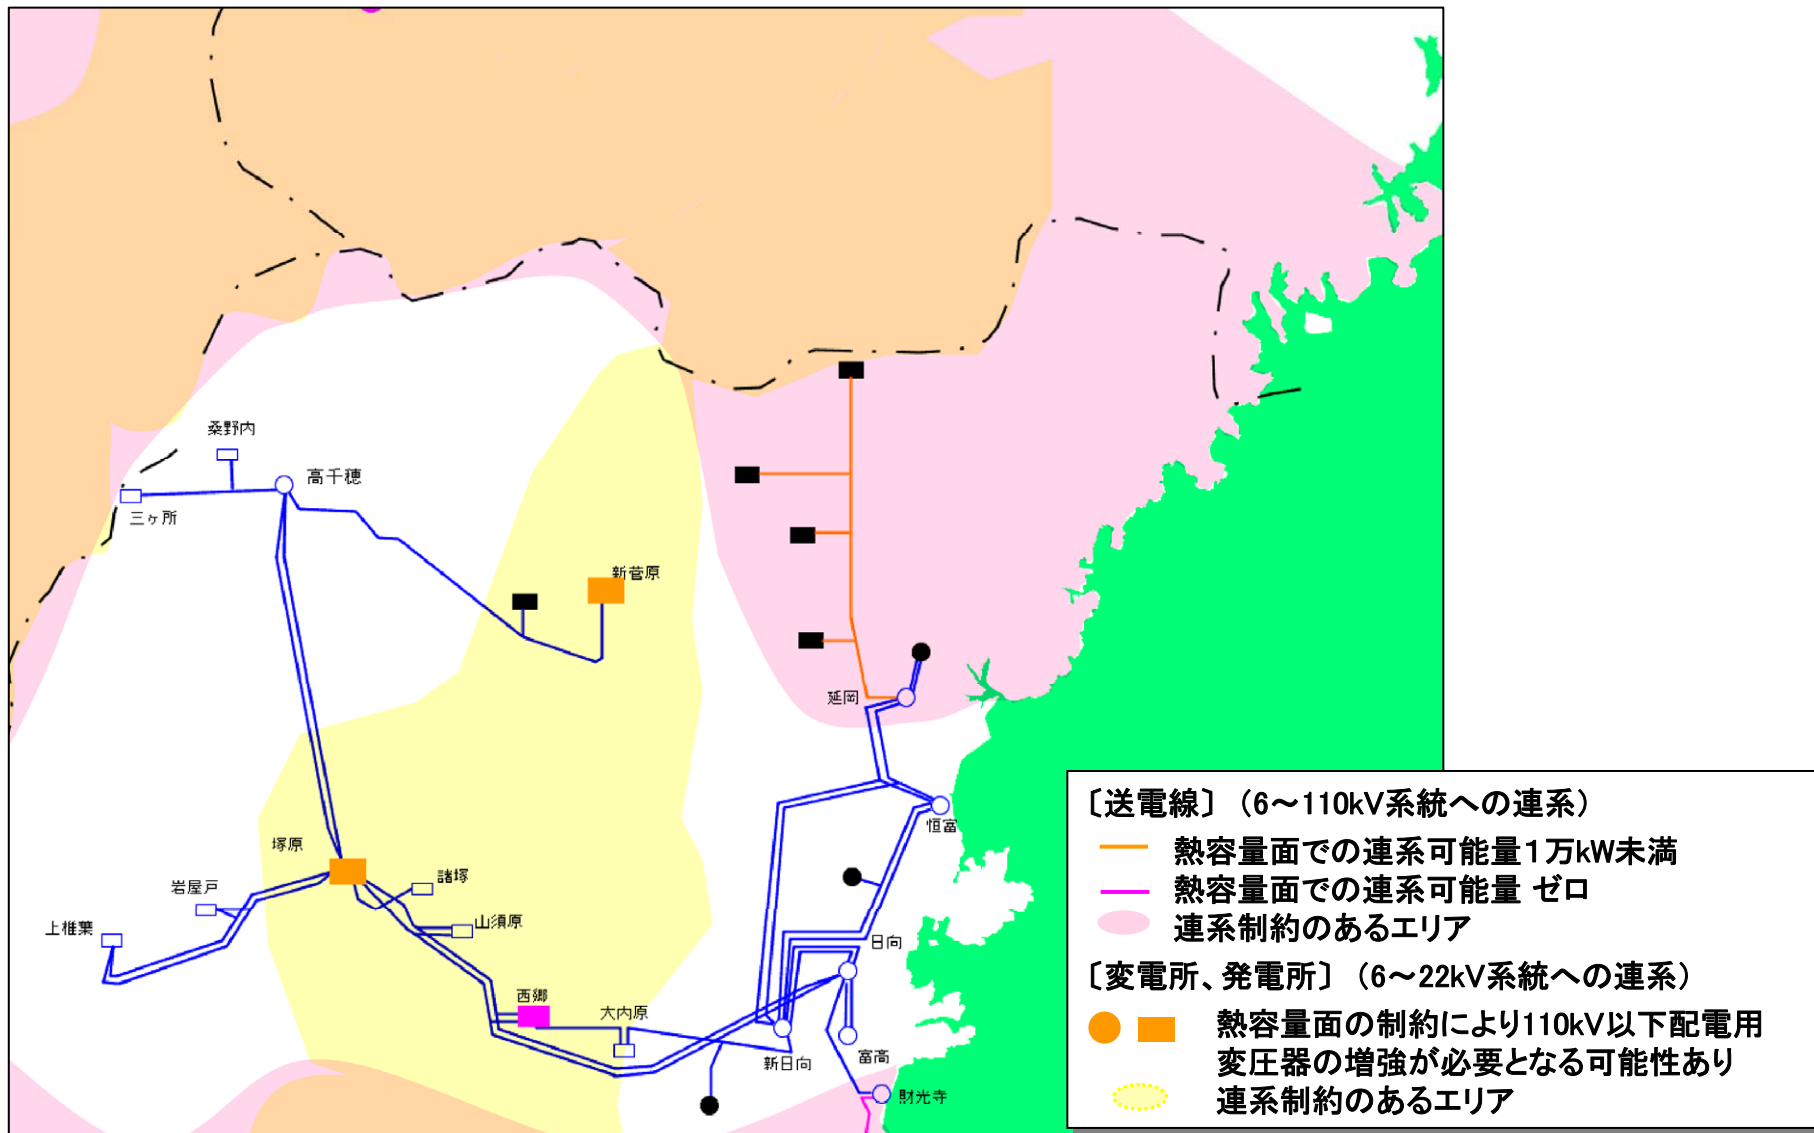 桑野内
高千穂
三ヶ所
新菅原
延岡
恒富
塚原
諸塚
岩屋戸
山須原
上椎葉
日向
西郷
大内原
新日向
富高
財光寺
〔送電線〕（6～110kV系統への連系）
熱容量面での連系可能量1万kW未満
熱容量面での連系可能量 ゼロ
連系制約のあるエリア
〔変電所、発電所〕（6～22kV系統への連系）
熱容量面の制約により110kV以下配電用
変圧器の増強が必要となる可能性あり
連系制約のあるエリア